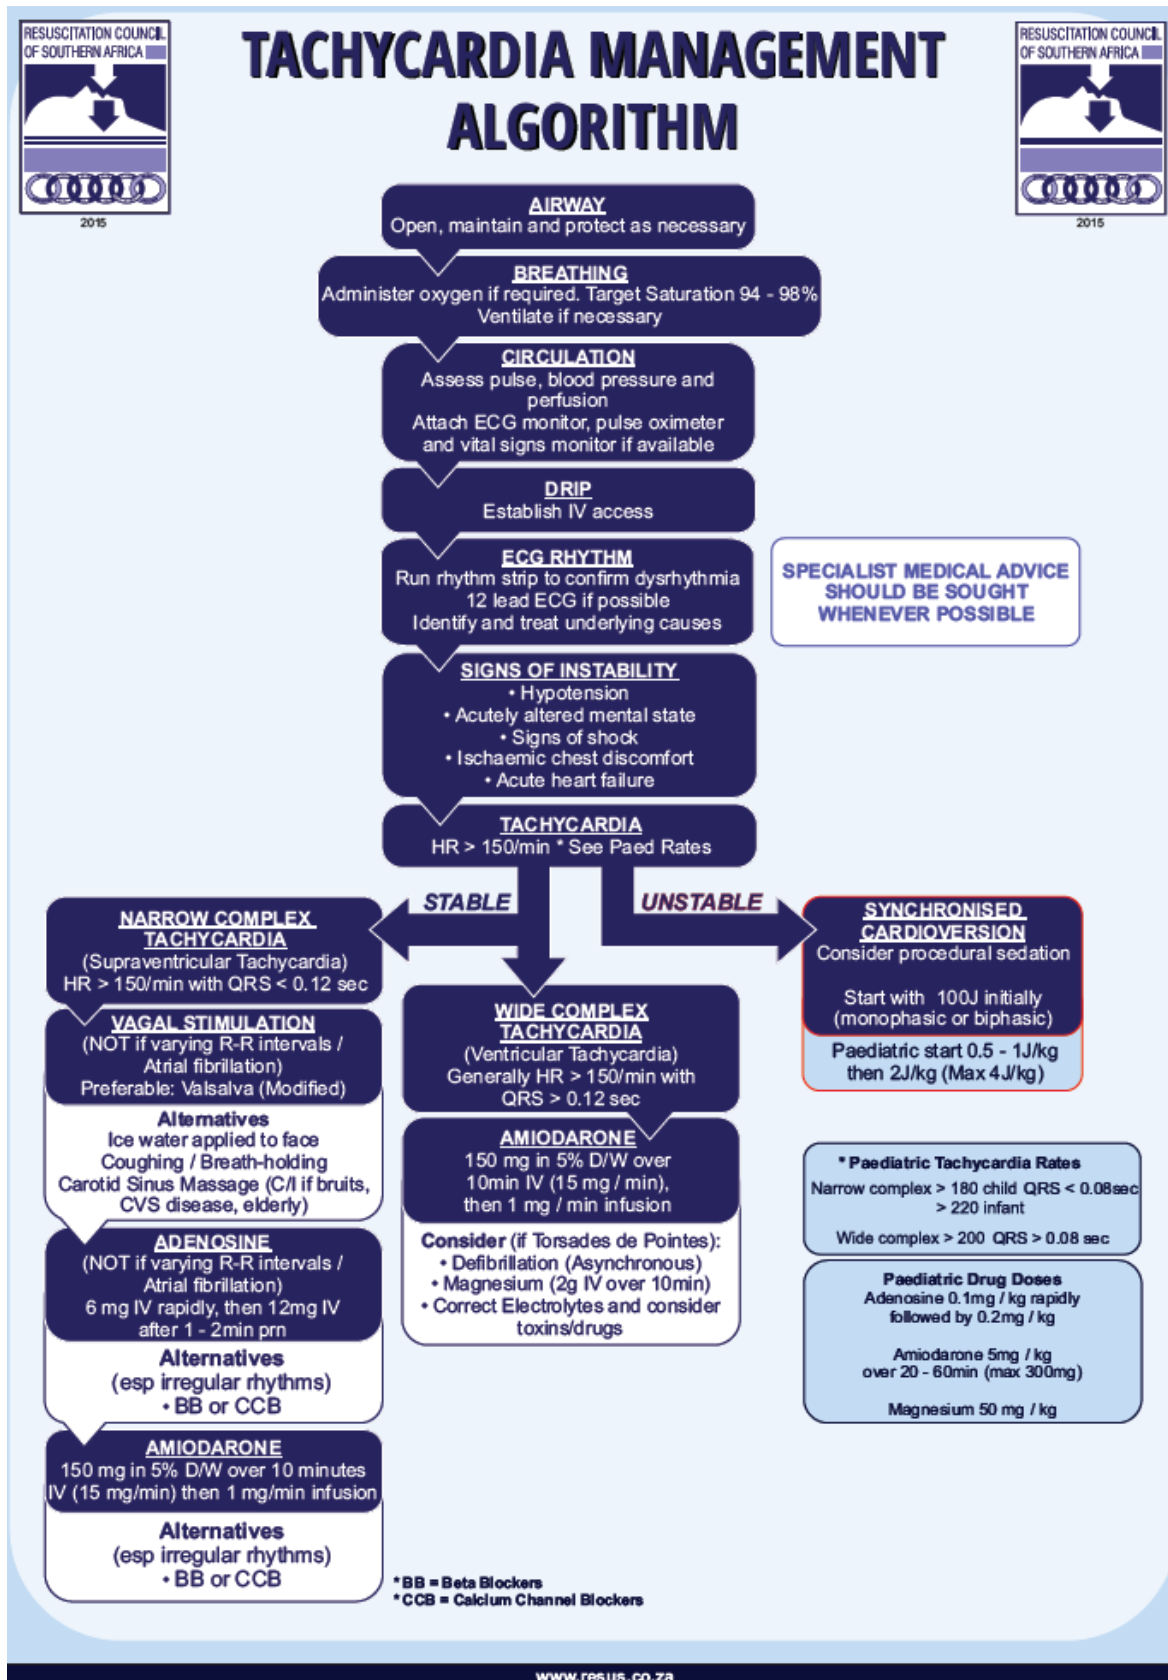 RESUSCITATION COUNCIL
OF SOUTHERN AFRICA
2015
TACHYCARDIA MANAGEMENT
ALGORITHM
RESUSCITATION COUNCIL
OF SOUTHERN AFRICA
2015
AIRWAY
Open, maintain and protect as necessary
BREATHING
Administer oxygen if required. Target Saturation 94 - 98%
Ventilate if necessary
CIRCULATION
Assess pulse, blood pressure and
perfusion
Attach ECG monitor, pulse oximeter
and vital signs monitor if available
DRIP
Establish IV access
ECG RHYTHM
Run rhythm strip to confirm dysrhythmia
12 lead ECG if possible
Identify and treat underlying causes
SPECIALIST MEDICAL ADVICE
SHOULD BE SOUGHT
WHENEVER POSSIBLE
SIGNS OF INSTABILITY
• Hypotension
• Acutely altered mental state
• Signs of shock
• Ischaemic chest discomfort
• Acute heart failure
TACHYCARDIA
HR > 150/min * See Paed Rates
STABLE
UNSTABLE
NARROW COMPLEX
TACHYCARDIA
(Supraventricular Tachycardia)
HR > 150/min with QRS < 0.12 sec
VAGAL STIMULATION
(NOT if varying R-R intervals /
Atrial fibrillation)
Preferable: Valsalva (Modified)
Alternatives
Ice water applied to face
Coughing / Breath-holding
Carotid Sinus Massage (C/I if bruits,
CVS disease, elderly)
ADENOSINE
(NOT if varying R-R intervals /
Atrial fibrillation)
6 mg IV rapidly, then 12mg IV
after 1 - 2min prn
Alternatives
(esp irregular rhythms)
• BB or CCB
AMIODARONE
150 mg in 5% D/W over 10 minutes
IV (15 mg/min) then 1 mg/min infusion
Alternatives
(esp irregular rhythms)
• BB or CCB
WIDE COMPLEX
TACHYCARDIA
(Ventricular Tachycardia)
Generally HR > 150/min with
QRS > 0.12 sec
AMIODARONE
150 mg in 5% D/W over
10min IV (15 mg / min),
then 1 mg / min infusion
Consider (if Torsades de Pointes):
• Defibrillation (Asynchronous)
• Magnesium (2g IV over 10min)
• Correct Electrolytes and consider
toxins/drugs
SYNCHRONISED
CARDIOVERSION
Consider procedural sedation
Start with 100J initially
(monophasic or biphasic)
Paediatric start 0.5 - 1J/kg
then 2J/kg (Max 4J/kg)
* Paediatric Tachycardia Rates
Narrow complex > 180 child QRS < 0.08sec
> 220 infant
Wide complex > 200 QRS > 0.08 sec
Paediatric Drug Doses
Adenosine 0.1mg / kg rapidly
followed by 0.2mg / kg
Amiodarone 5mg / kg
over 20 - 60min (max 300mg)
Magnesium 50 mg / kg
* BB = Beta Blockers
* CCB = Calcium Channel Blockers
www.resus.co.za